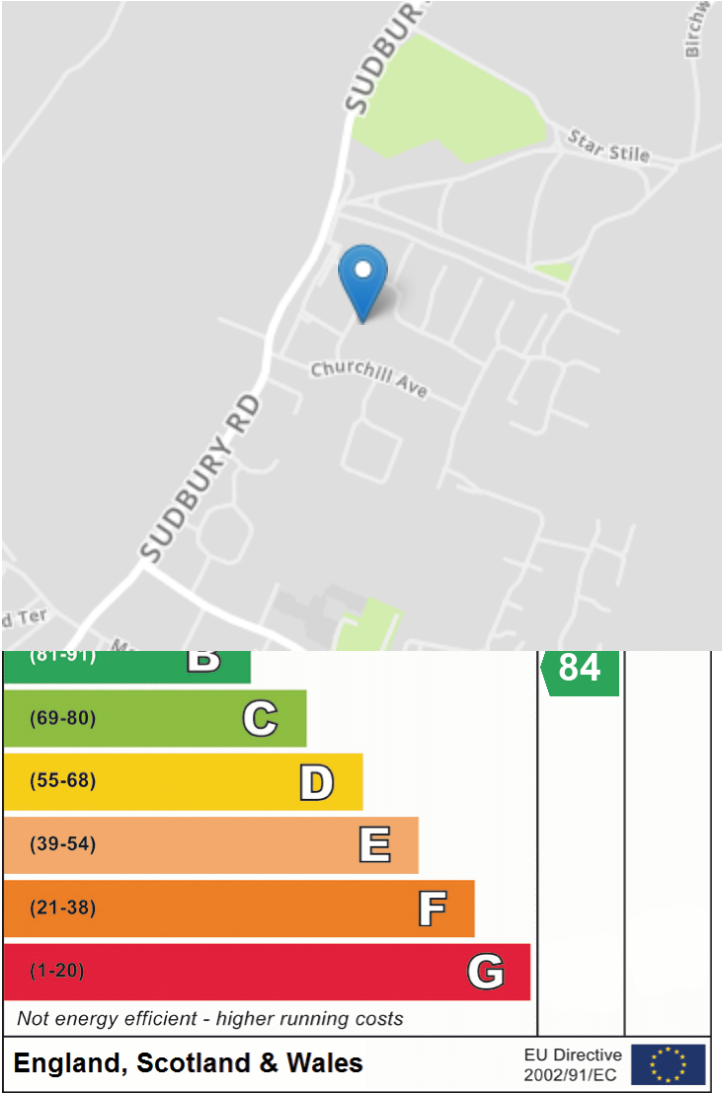 SUDBUR
Birchw
Star Stile
Churchill Ave
SUDBURY RD
d Ter
(81-91) B 84
(69-80) C
(55-68) D
(39-54) E
(21-38) F
(1-20) G
Not energy efficient - higher running costs
England, Scotland & Wales
EU Directive
2002/91/EC